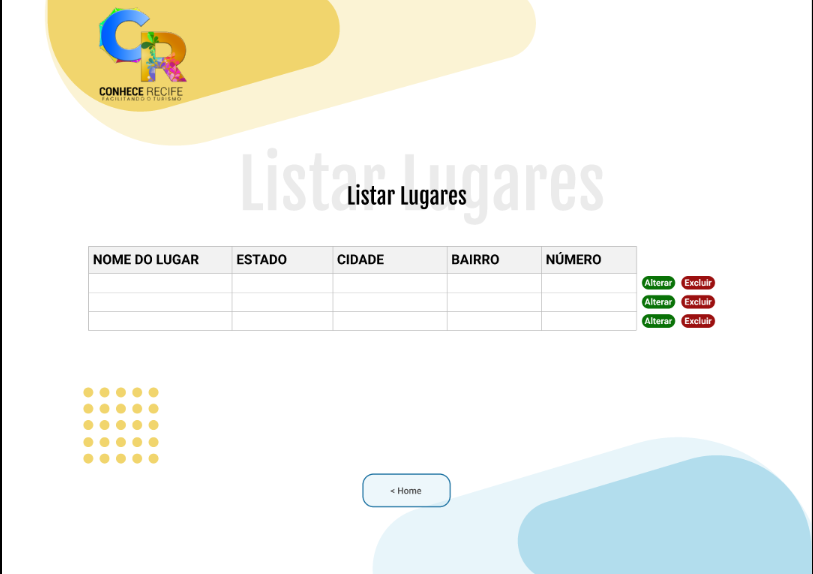 CR
CONHECE RECIFE
FACILITANDO O TURISMO
Listar Lugares
Listar Lugares
NOME DO LUGAR ESTADO CIDADE BAIRRO NÚMERO
Alterar Excluir
Alterar Excluir
Alterar Excluir
< Home